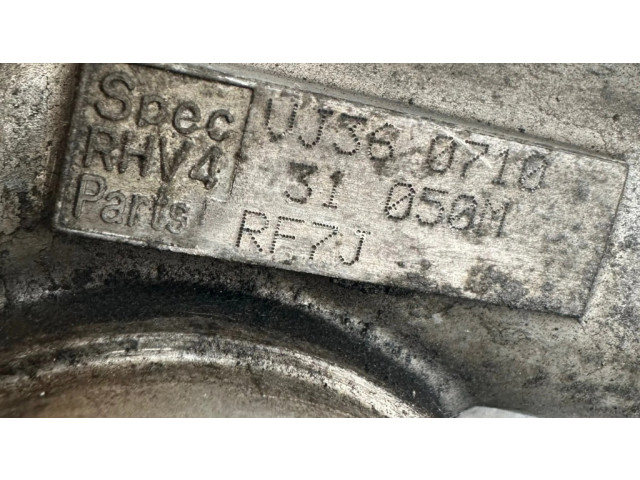 Spec
RHV4
Parts
VJ36 0710
31 050M
RF7J